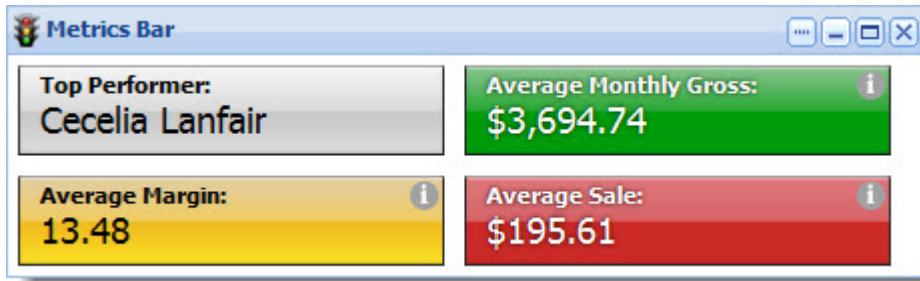 Metrics Bar
Top Performer:
Cecelia Lanfair
Average Monthly Gross:
$3,694.74
Average Margin:
13.48
Average Sale:
$195.61